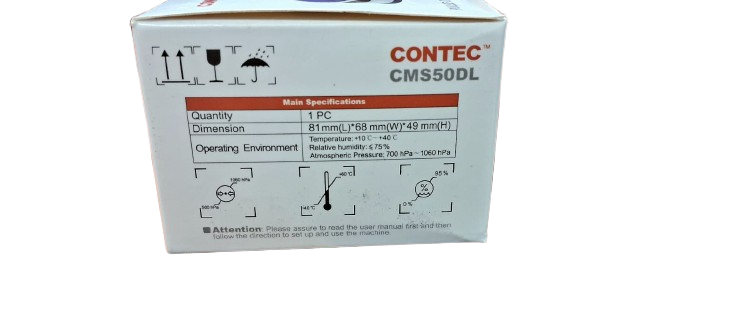 CONTEC™
CMS50DL
Main Specifications
Quantity 1 PC
Dimension 81mm(L)*68 mm(W)*49 mm(H)
Operating Environment
Temperature: +10℃~+40℃
Relative humidity: ≤75%
Atmospheric Pressure: 700 hPa~1060 hPa
1060 hPa
500 hPa
+60℃
-40℃
95%
%
0%
Attention: Please assure to read the user manual first and then
follow the direction to set up and use the machine.